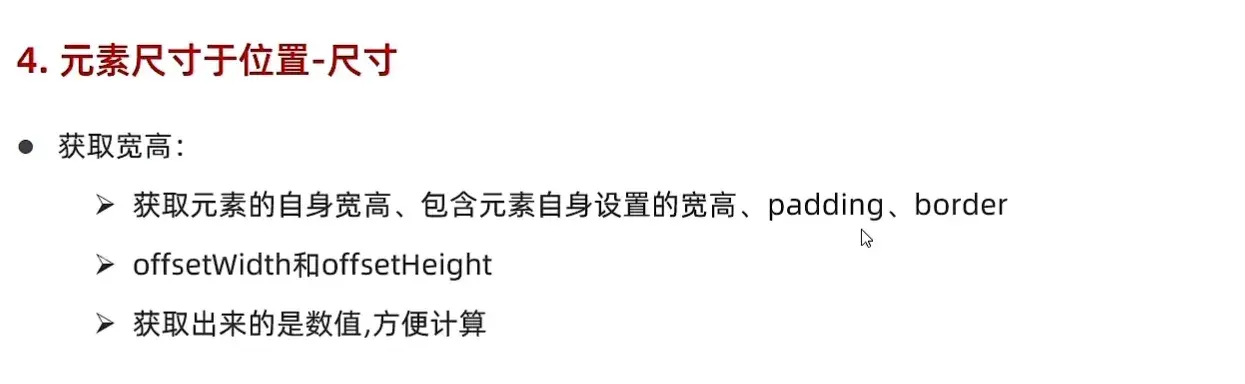 4. 元素尺寸于位置-尺寸
● 获取宽高：
➢ 获取元素的自身宽高、包含元素自身设置的宽高、padding、border
➢ offsetWidth和offsetHeight
➢ 获取出来的是数值,方便计算